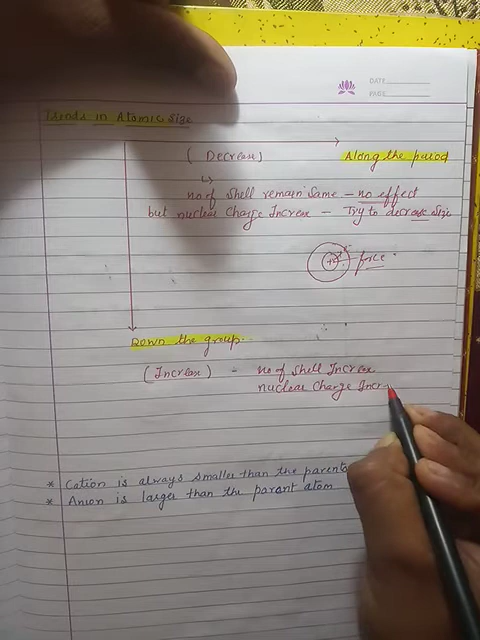 DATE
PAGE
Trends in Atomic Size
( Decrease )
Along the period
no of shell remain same - no effect
but nuclear charge Increase - Try to decrease size
force
Down the group
( Increase ) - no of shell Increase
nuclear charge Incr
* Cation is always smaller than the parent
* Anion is larger than the parent atom